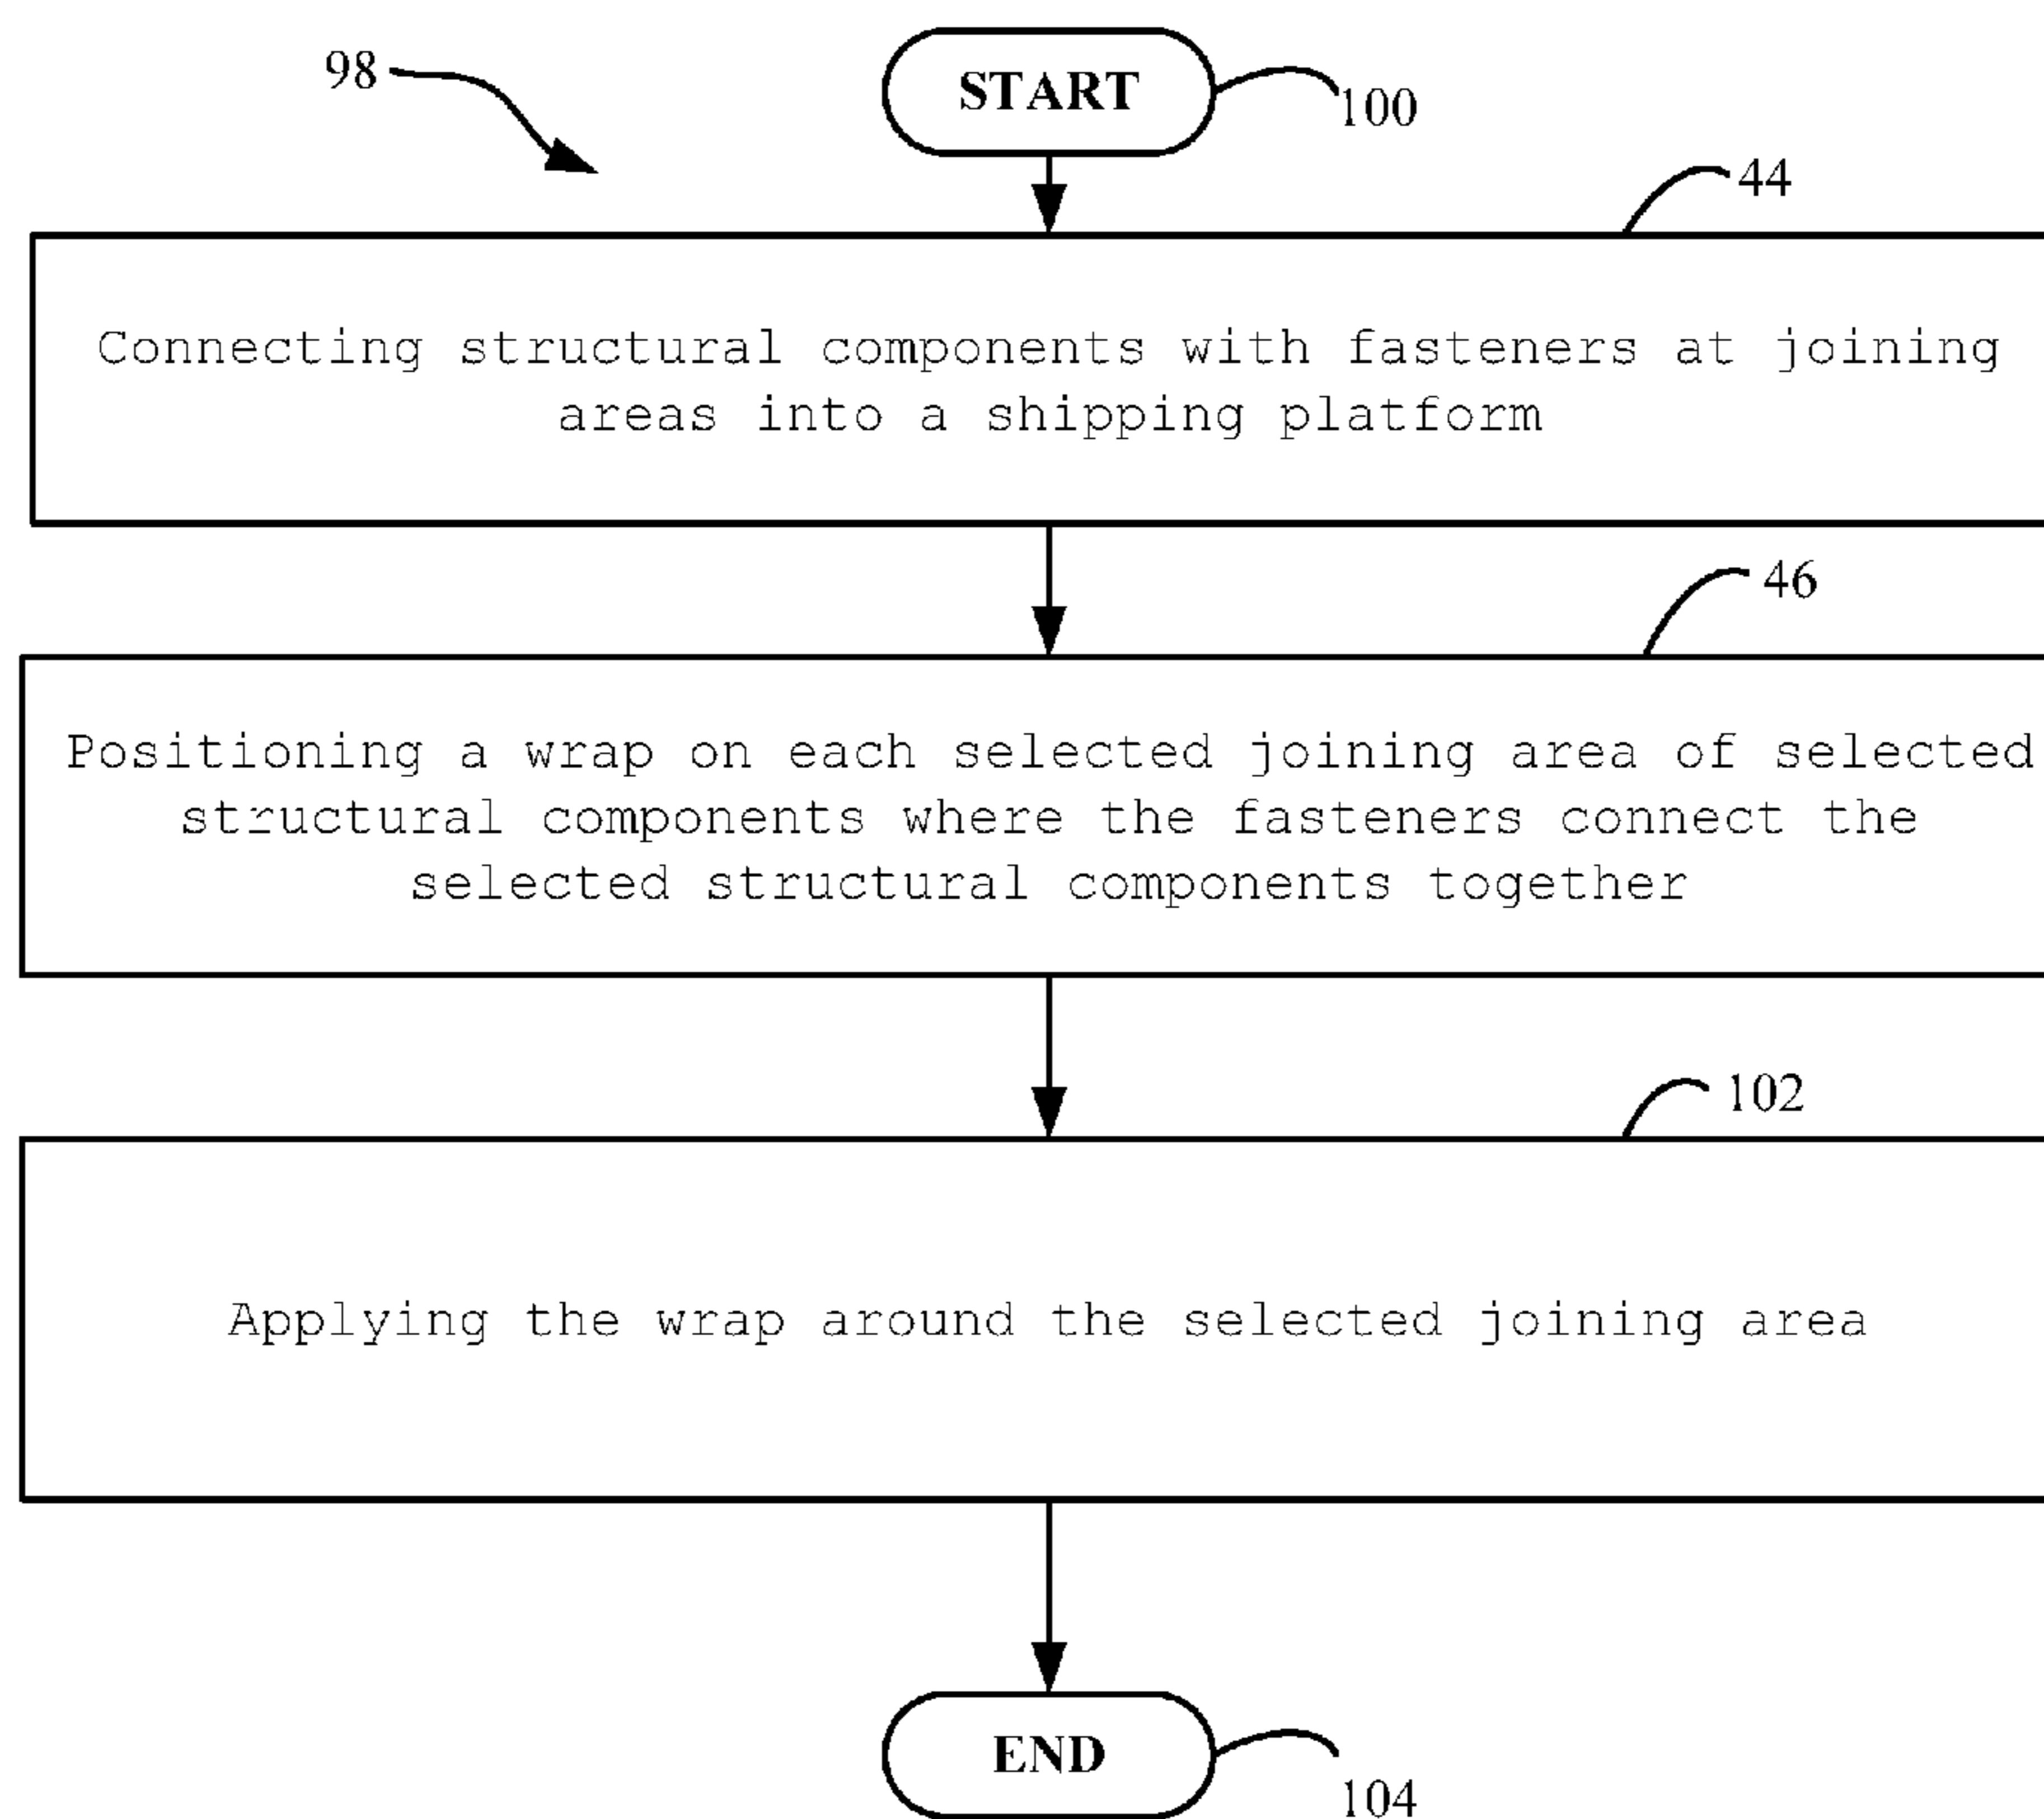 98
START
100
44
Connecting structural components with fasteners at joining
areas into a shipping platform
46
Positioning a wrap on each selected joining area of selected
structural components where the fasteners connect the
selected structural components together
102
Applying the wrap around the selected joining area
END
104